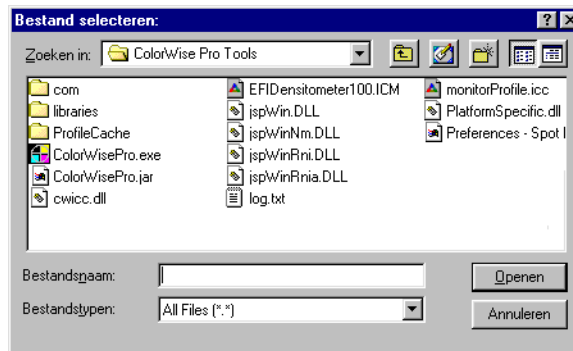 Bestand selecteren:
Zoeken in: ColorWise Pro Tools
com
libraries
ProfileCache
ColorWisePro.exe
ColorWisePro.jar
cwicc.dll
EFIDensitometer100.ICM
jspWin.DLL
jspWinNm.DLL
jspWinRni.DLL
jspWinRnia.DLL
log.txt
monitorProfile.icc
PlatformSpecific.dll
Preferences - Spot
Bestandsnaam:
Openen
Bestandstypen: All Files (*.*)
Annuleren